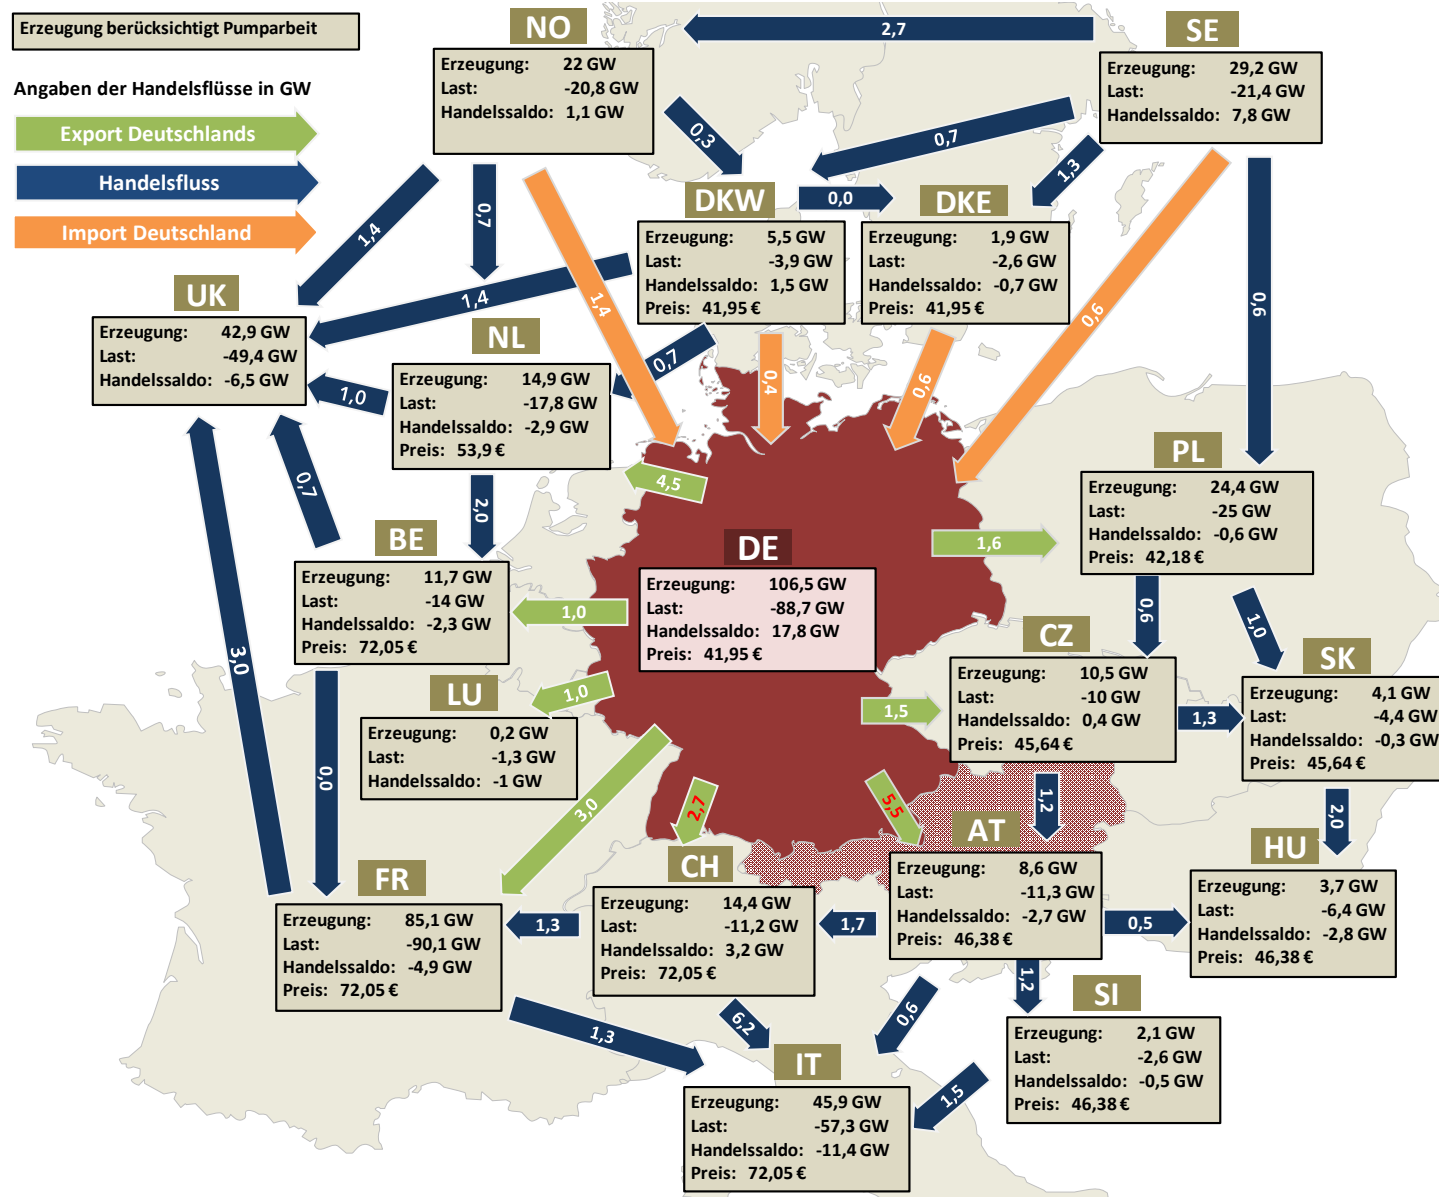 Erzeugung berücksichtigt Pumparbeit
Angaben der Handelsflüsse in GW
Export Deutschlands
Handelsfluss
Import Deutschland
NO
Erzeugung: 22 GW
Last: -20,8 GW
Handelssaldo: 1,1 GW
2,7
SE
Erzeugung: 29,2 GW
Last: -21,4 GW
Handelssaldo: 7,8 GW
0,3
0,7
1,3
1,4
0,7
1,4
0,6
0,6
DKW
Erzeugung: 5,5 GW
Last: -3,9 GW
Handelssaldo: 1,5 GW
Preis: 41,95 €
0,0
DKE
Erzeugung: 1,9 GW
Last: -2,6 GW
Handelssaldo: -0,7 GW
Preis: 41,95 €
UK
Erzeugung: 42,9 GW
Last: -49,4 GW
Handelssaldo: -6,5 GW
1,4
0,7
0,4
0,6
NL
Erzeugung: 14,9 GW
Last: -17,8 GW
Handelssaldo: -2,9 GW
Preis: 53,9 €
1,0
0,7
2,0
4,5
PL
Erzeugung: 24,4 GW
Last: -25 GW
Handelssaldo: -0,6 GW
Preis: 42,18 €
1,6
BE
Erzeugung: 11,7 GW
Last: -14 GW
Handelssaldo: -2,3 GW
Preis: 72,05 €
1,0
DE
Erzeugung: 106,5 GW
Last: -88,7 GW
Handelssaldo: 17,8 GW
Preis: 41,95 €
0,6
1,0
3,0
LU
Erzeugung: 0,2 GW
Last: -1,3 GW
Handelssaldo: -1 GW
1,0
1,5
CZ
Erzeugung: 10,5 GW
Last: -10 GW
Handelssaldo: 0,4 GW
Preis: 45,64 €
1,3
SK
Erzeugung: 4,1 GW
Last: -4,4 GW
Handelssaldo: -0,3 GW
Preis: 45,64 €
0,0
3,0
2,7
5,5
1,2
2,0
FR
Erzeugung: 85,1 GW
Last: -90,1 GW
Handelssaldo: -4,9 GW
Preis: 72,05 €
1,3
CH
Erzeugung: 14,4 GW
Last: -11,2 GW
Handelssaldo: 3,2 GW
Preis: 72,05 €
1,7
AT
Erzeugung: 8,6 GW
Last: -11,3 GW
Handelssaldo: -2,7 GW
Preis: 46,38 €
0,5
HU
Erzeugung: 3,7 GW
Last: -6,4 GW
Handelssaldo: -2,8 GW
Preis: 46,38 €
1,3
6,2
0,6
1,2
SI
Erzeugung: 2,1 GW
Last: -2,6 GW
Handelssaldo: -0,5 GW
Preis: 46,38 €
1,5
IT
Erzeugung: 45,9 GW
Last: -57,3 GW
Handelssaldo: -11,4 GW
Preis: 72,05 €